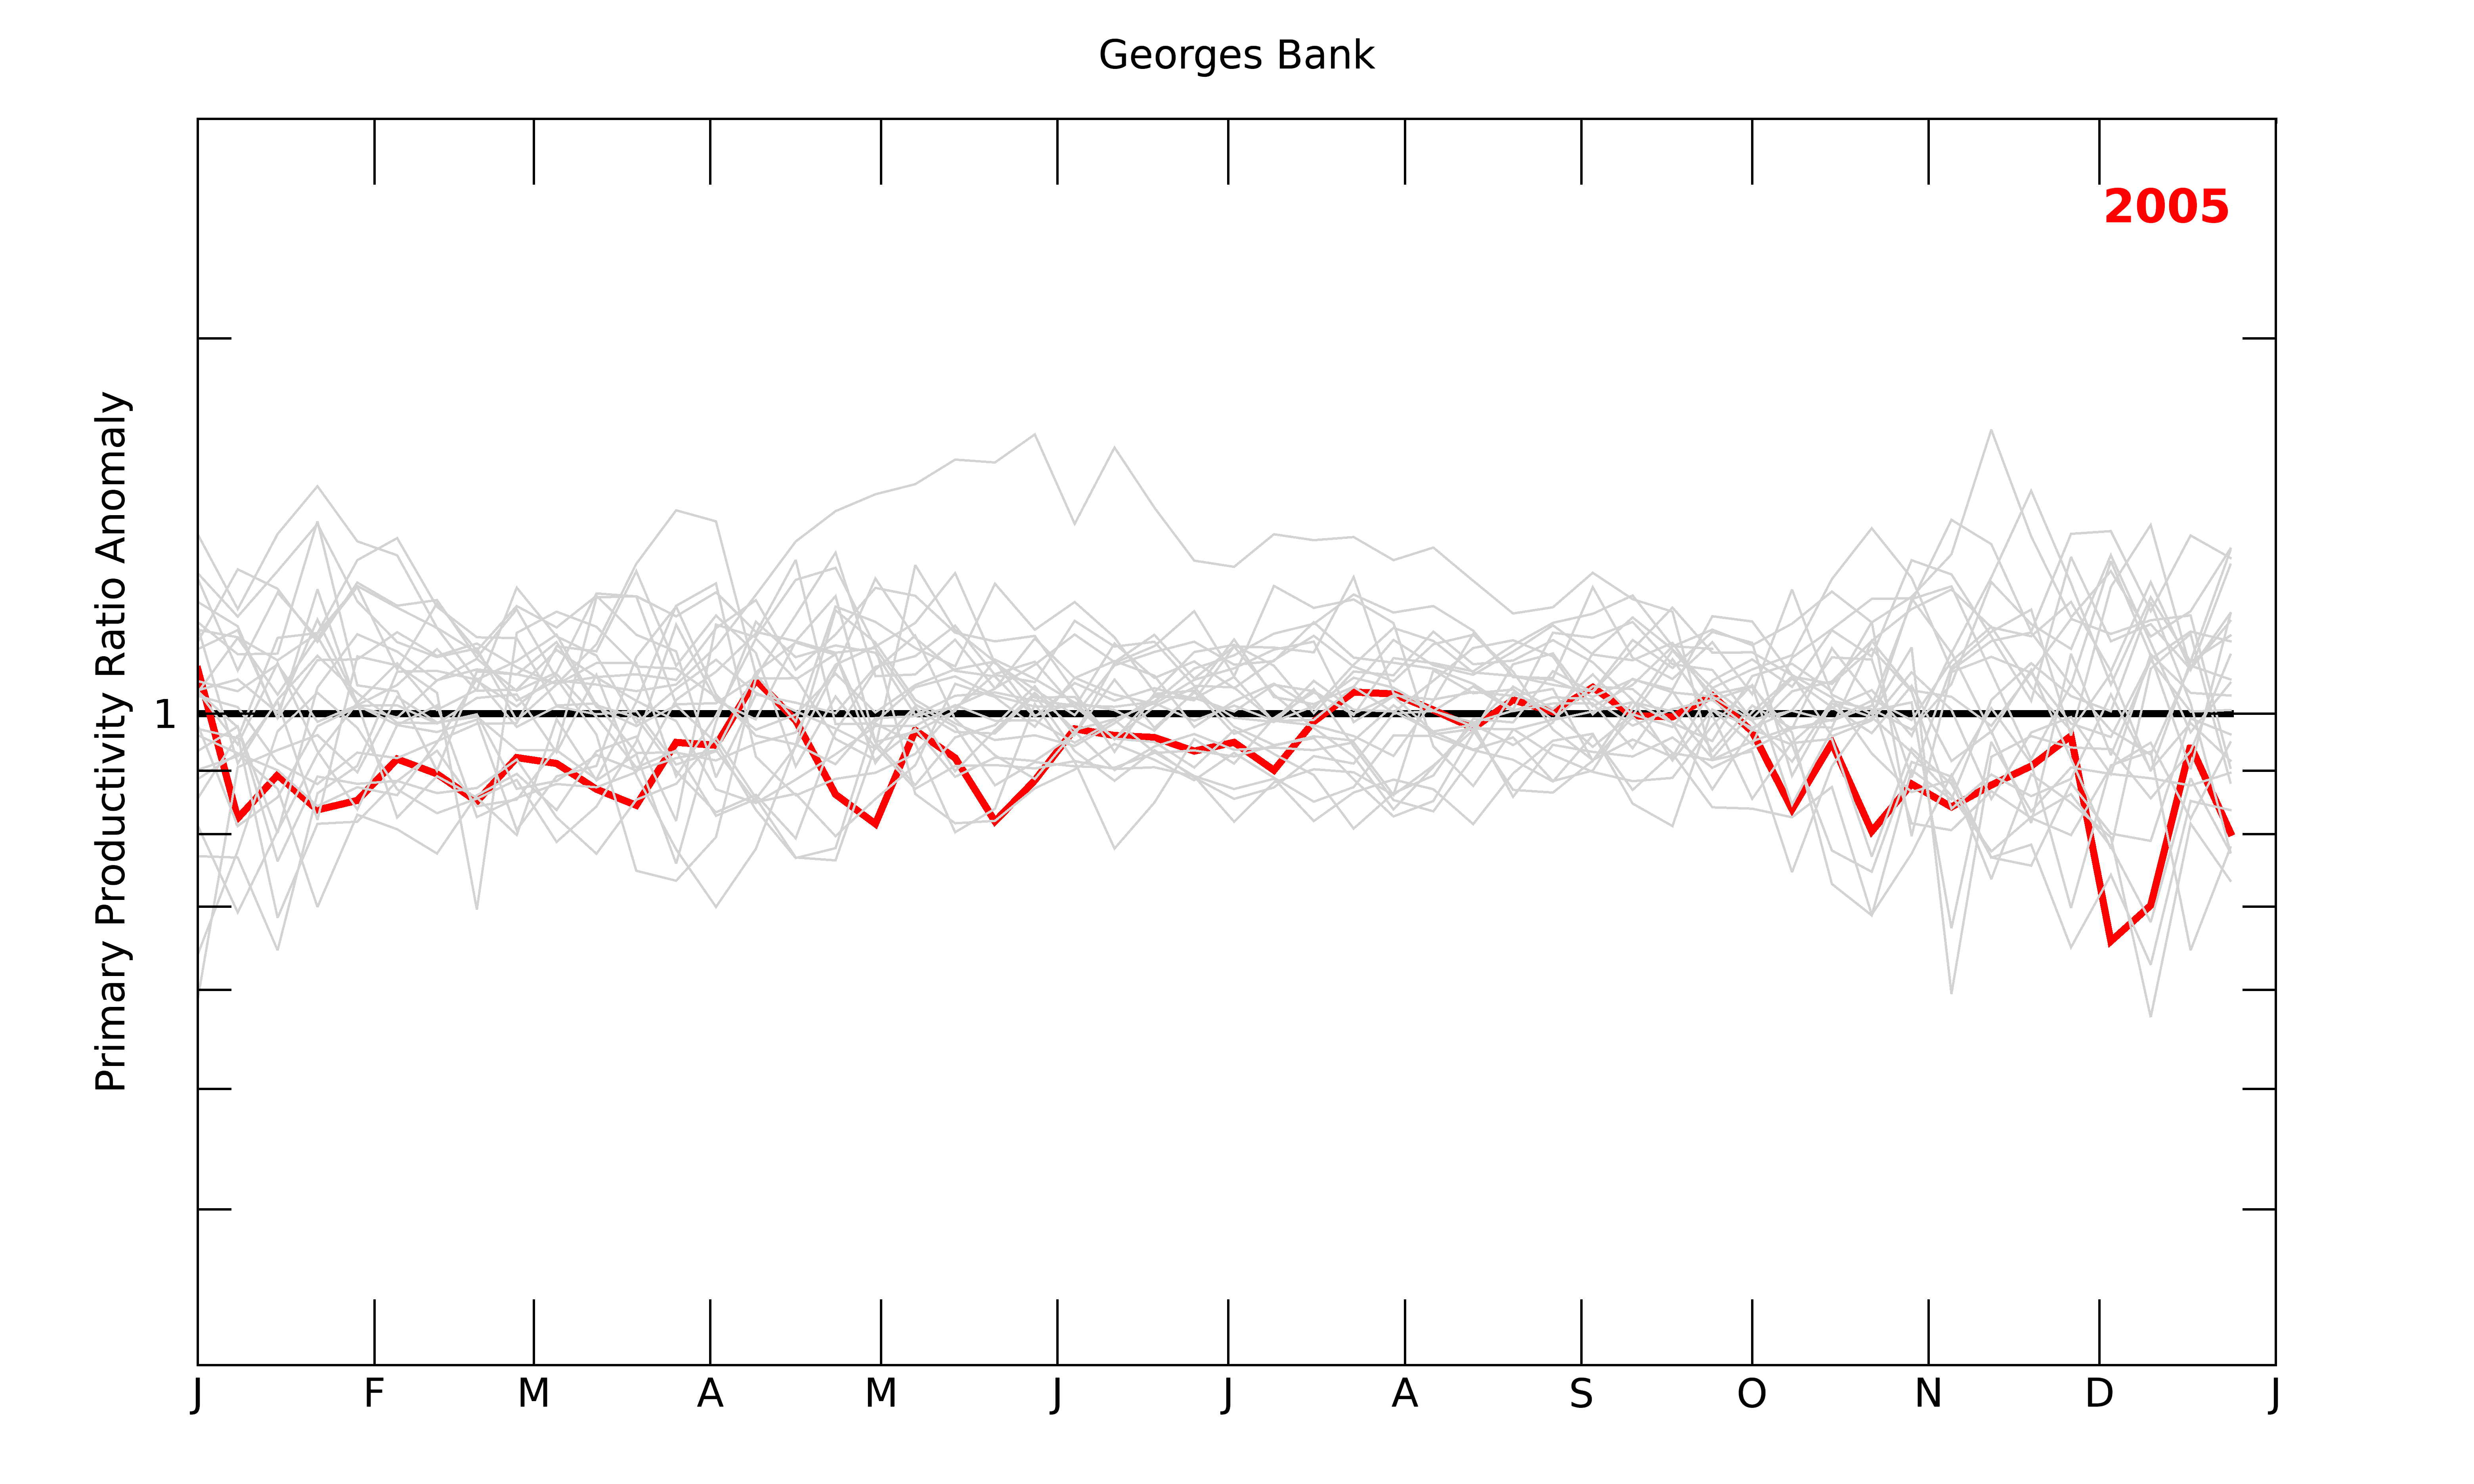 Georges Bank
2005
Primary Productivity Ratio Anomaly
1
J F M A M J J A S O N D J